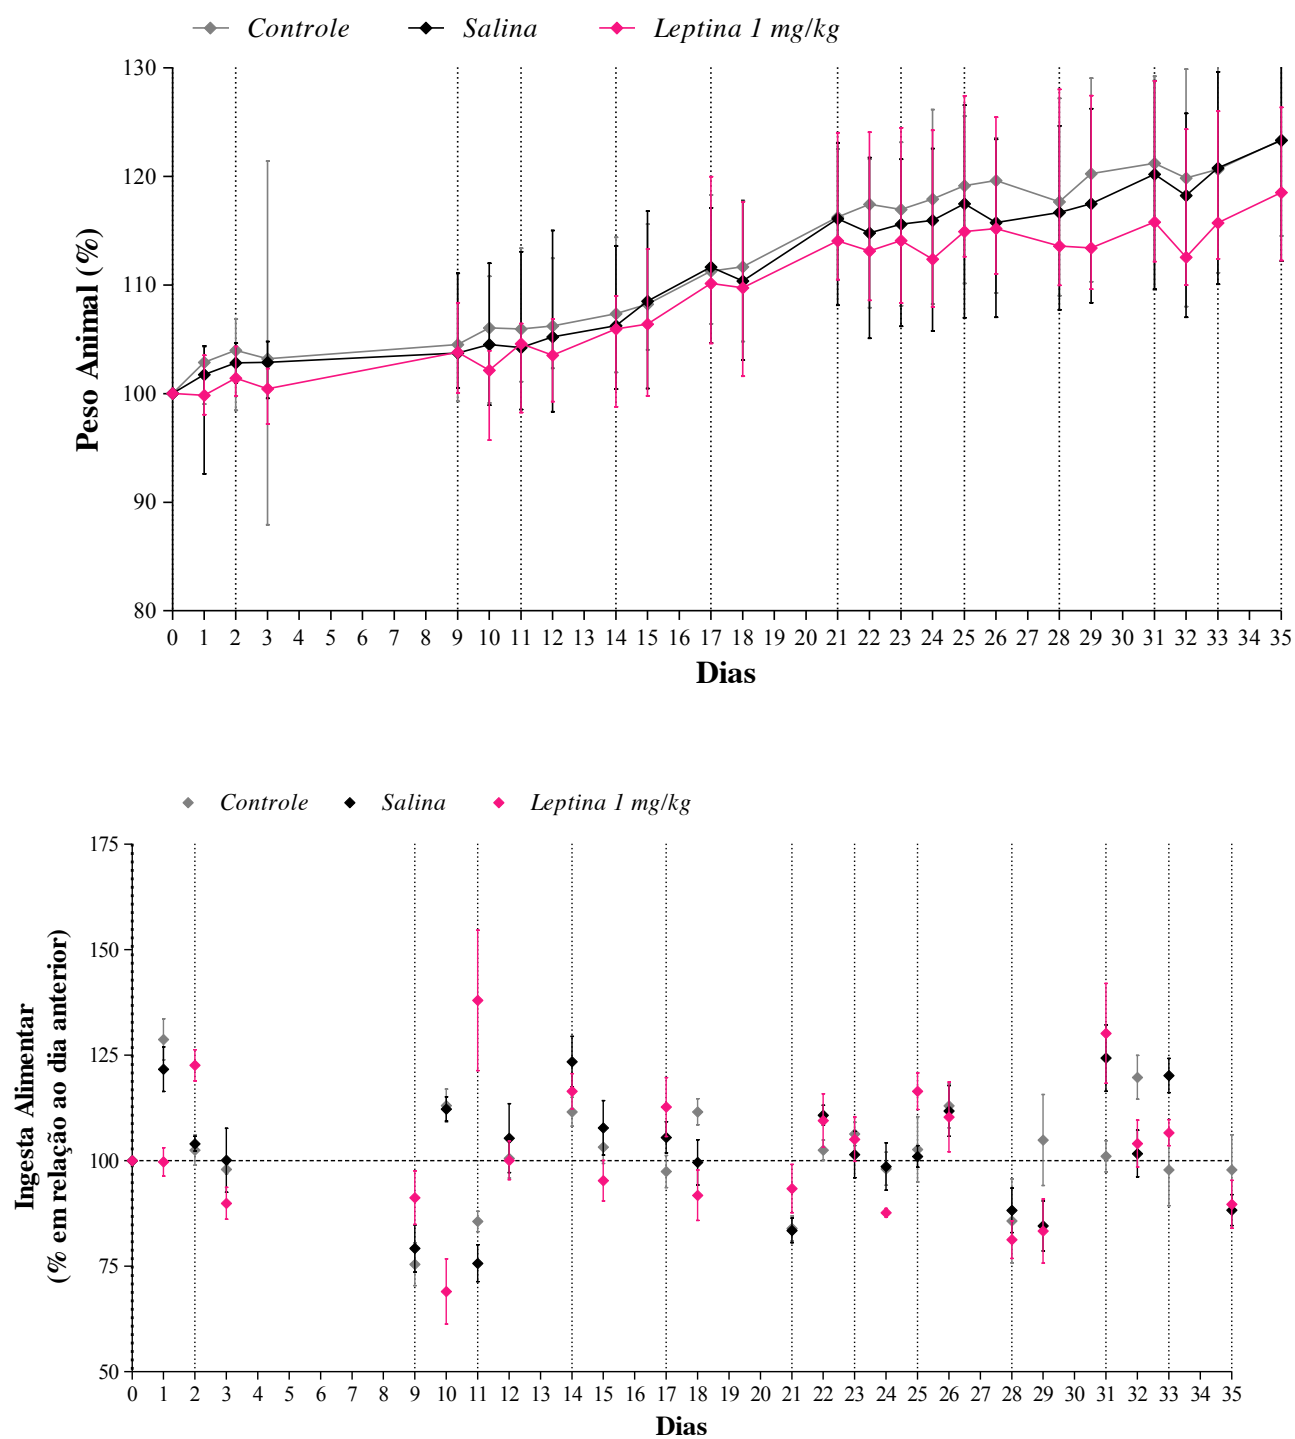 Controle Salina Leptina 1 mg/kg
130
120
110
100
90
80
Peso Animal (%)
0 1 2 3 4 5 6 7 7 9 10 11 12 13 14 15 16 17 18 19 20 21 22 23 24 25 26 27 28 29 30 31 32 33 34 35
Dias
Controle Salina Leptina 1 mg/kg
175
150
125
100
75
50
Ingesta Alimentar
(% em relação ao dia anterior)
0 1 2 3 4 5 6 7 8 9 10 11 12 13 14 15 16 17 18 19 20 21 22 23 24 25 26 27 28 29 30 31 32 33 34 35
Dias